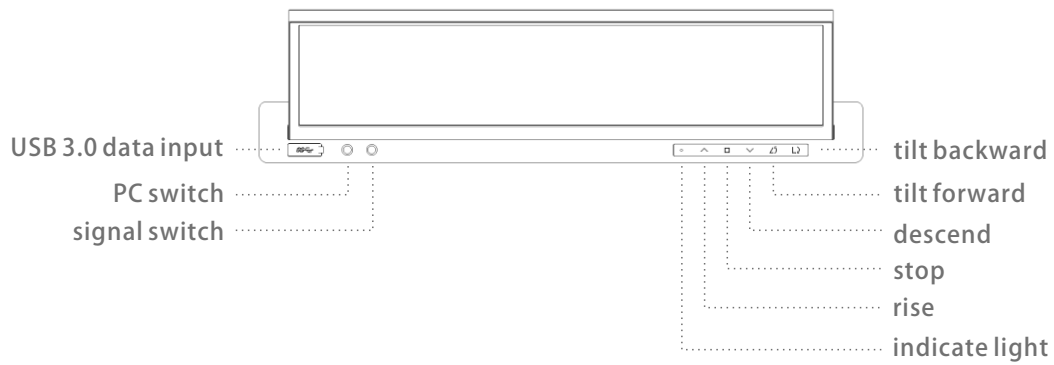 USB 3.0 data input
PC switch
signal switch
tilt backward
tilt forward
descend
stop
rise
indicate light